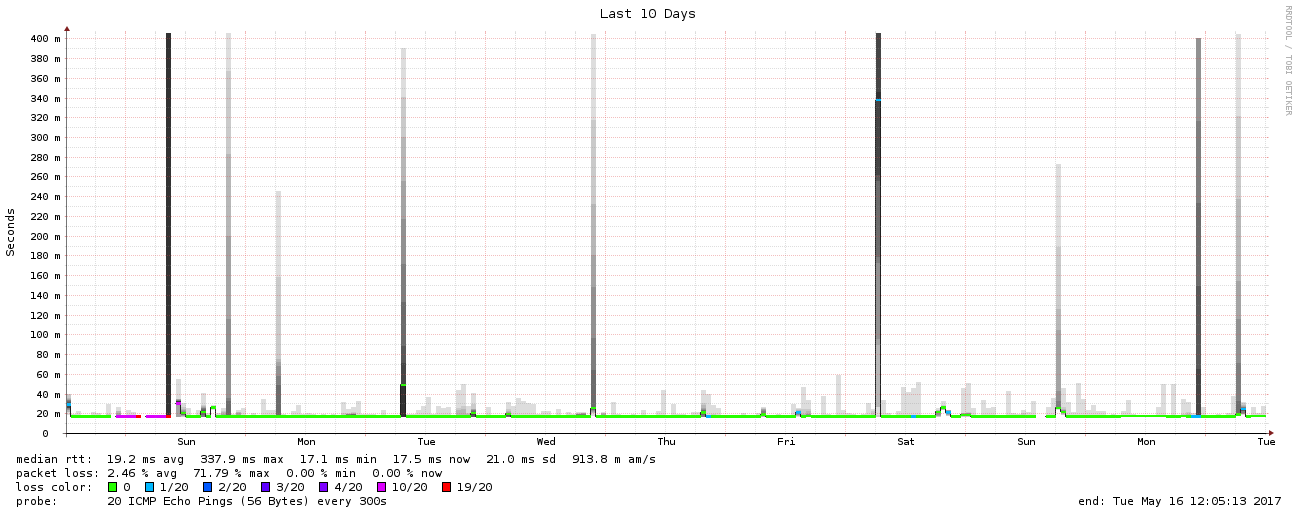 Last 10 Days
RRDTOOL / TOBI OETIKER
Seconds
400 m
380 m
360 m
340 m
320 m
300 m
280 m
260 m
240 m
220 m
200 m
180 m
160 m
140 m
120 m
100 m
80 m
60 m
40 m
20 m
0
Sun Mon Tue Wed Thu Fri Sat Sun Mon Tue
median rtt: 19.2 ms avg 337.9 ms max 17.1 ms min 17.5 ms now 21.0 ms sd 913.8 m am/s
packet loss: 2.46 % avg 71.79 % max 0.00 % min 0.00 % now
loss color: 0 1/20 2/20 3/20 4/20 10/20 19/20
probe: 20 ICMP Echo Pings (56 Bytes) every 300s end: Tue May 16 12:05:13 2017